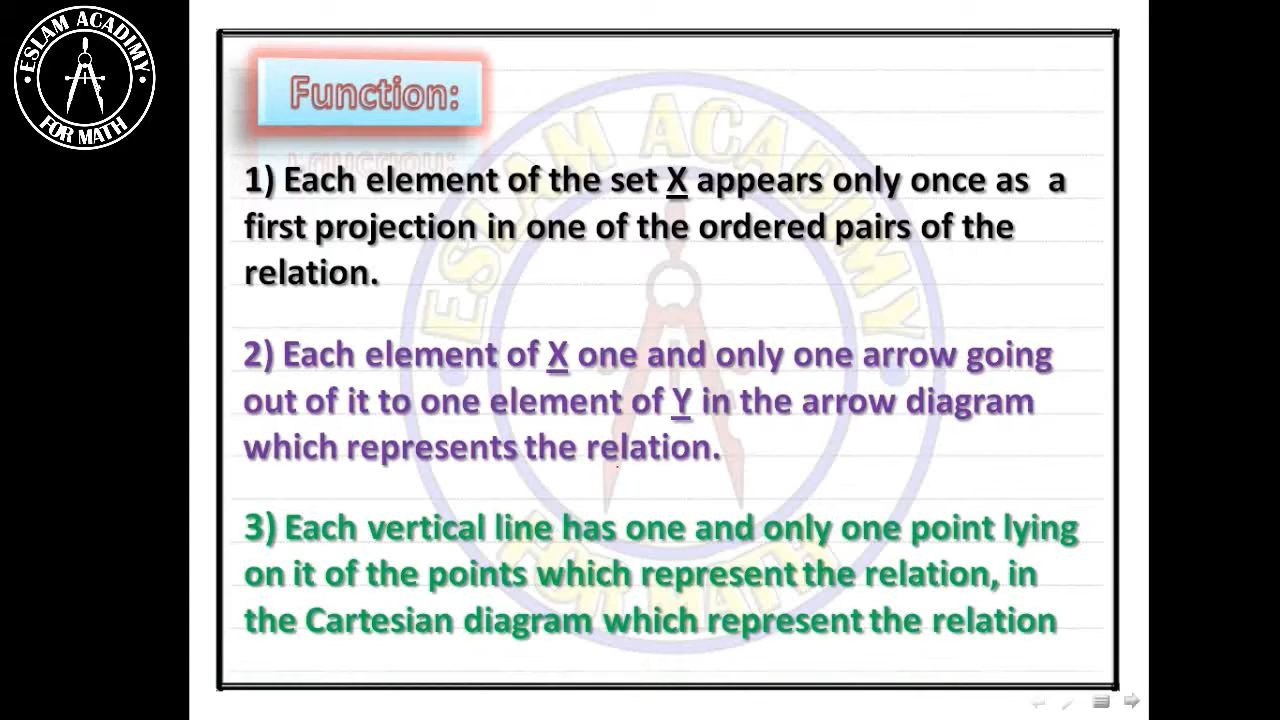 ESLAM ACADIMY
FOR MATH
Function:
1) Each element of the set X appears only once as a
first projection in one of the ordered pairs of the
relation.
2) Each element of X one and only one arrow going
out of it to one element of Y in the arrow diagram
which represents the relation.
3) Each vertical line has one and only one point lying
on it of the points which represent the relation, in
the Cartesian diagram which represent the relation
ESLAM ACADIMY
FOR MATH